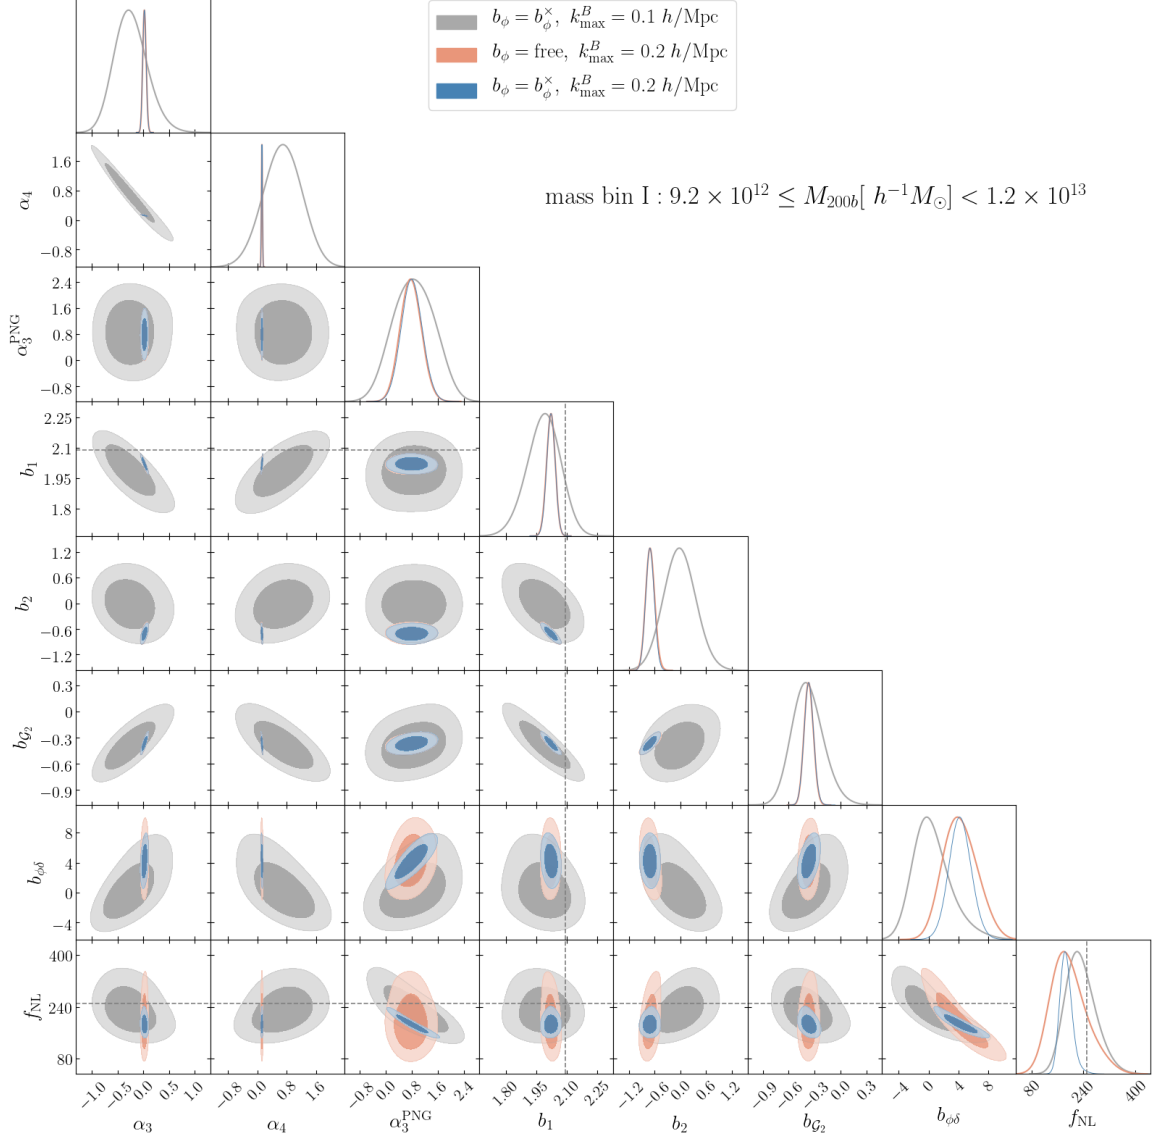 b_ϕ = b_ϕ^×, k_max^B = 0.1 h/Mpc
b_ϕ = free, k_max^B = 0.2 h/Mpc
b_ϕ = b_ϕ^×, k_max^B = 0.2 h/Mpc
mass bin I : 9.2 × 10^12 ≤ M_200b[ h^−1 M_⊙] < 1.2 × 10^13
α_4
1.6
0.8
0
−0.8
α_3^PNG
2.4
1.6
0.8
0
−0.8
b_1
2.25
2.1
1.95
1.8
b_2
1.2
0.6
0
−0.6
−1.2
b_𝒢_2
0.3
0
−0.3
−0.6
−0.9
b_ϕδ
8
4
0
−4
f_NL
400
240
80
−1.0 −0.5 0.0 0.5 1.0
−0.8 0.0 0.8 1.6
−0.8 0.0 0.8 1.6 2.4
1.80 1.95 2.10 2.25
−1.2 −0.6 0.0 0.6 1.2
−0.9 −0.6 −0.3 0.0 0.3
−4 0 4 8
80 240 400
α_3 α_4 α_3^PNG b_1 b_2 b_𝒢_2 b_ϕδ f_NL